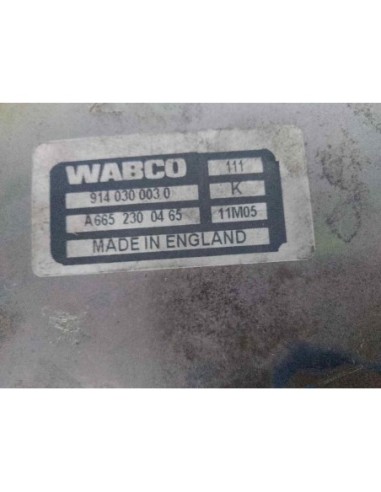 WABCO 111
914 030 003 0 K
A665 230 04 65 11M05
MADE IN ENGLAND